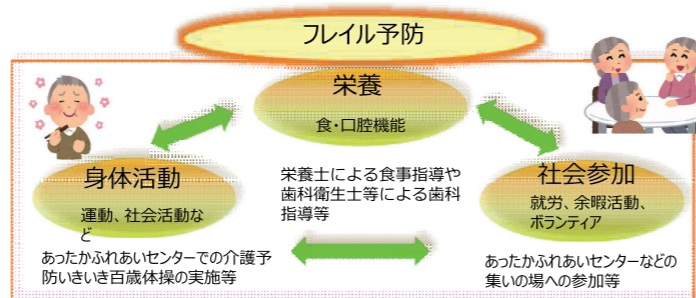 フレイル予防
栄養
食・口腔機能
身体活動
運動、社会活動な
ど
栄養士による食事指導や
歯科衛生士等による歯科
指導等
社会参加
就労、余暇活動、
ボランティア
あったかふれあいセンターでの介護予
防いきいき百歳体操の実施等
あったかふれあいセンターなどの
集いの場への参加等